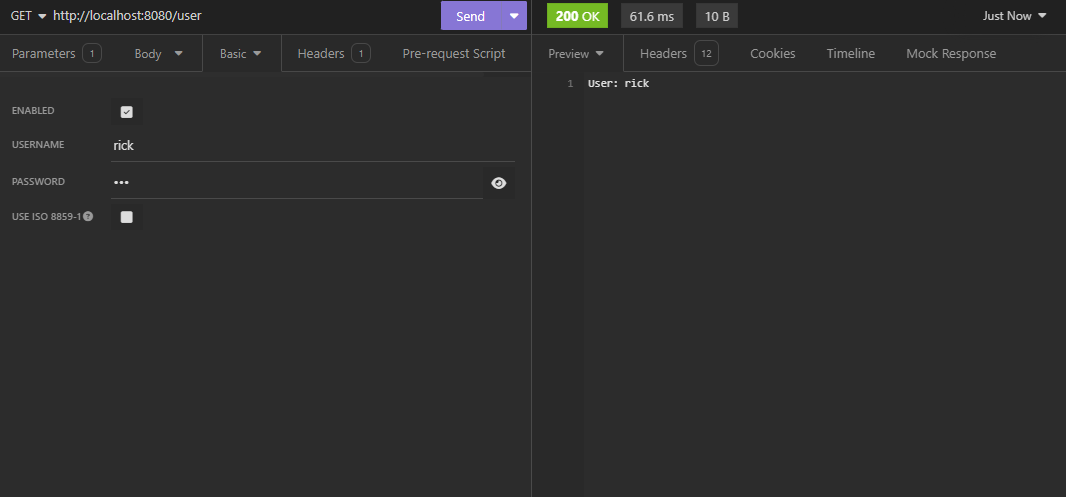 GET http://localhost:8080/user Send 200 OK 61.6 ms 10 B Just Now
Parameters 1 Body Basic Headers 1 Pre-request Script Preview Headers 12 Cookies Timeline Mock Response
1 User: rick
ENABLED
USERNAME rick
PASSWORD •••
USE ISO 8859-1 ?